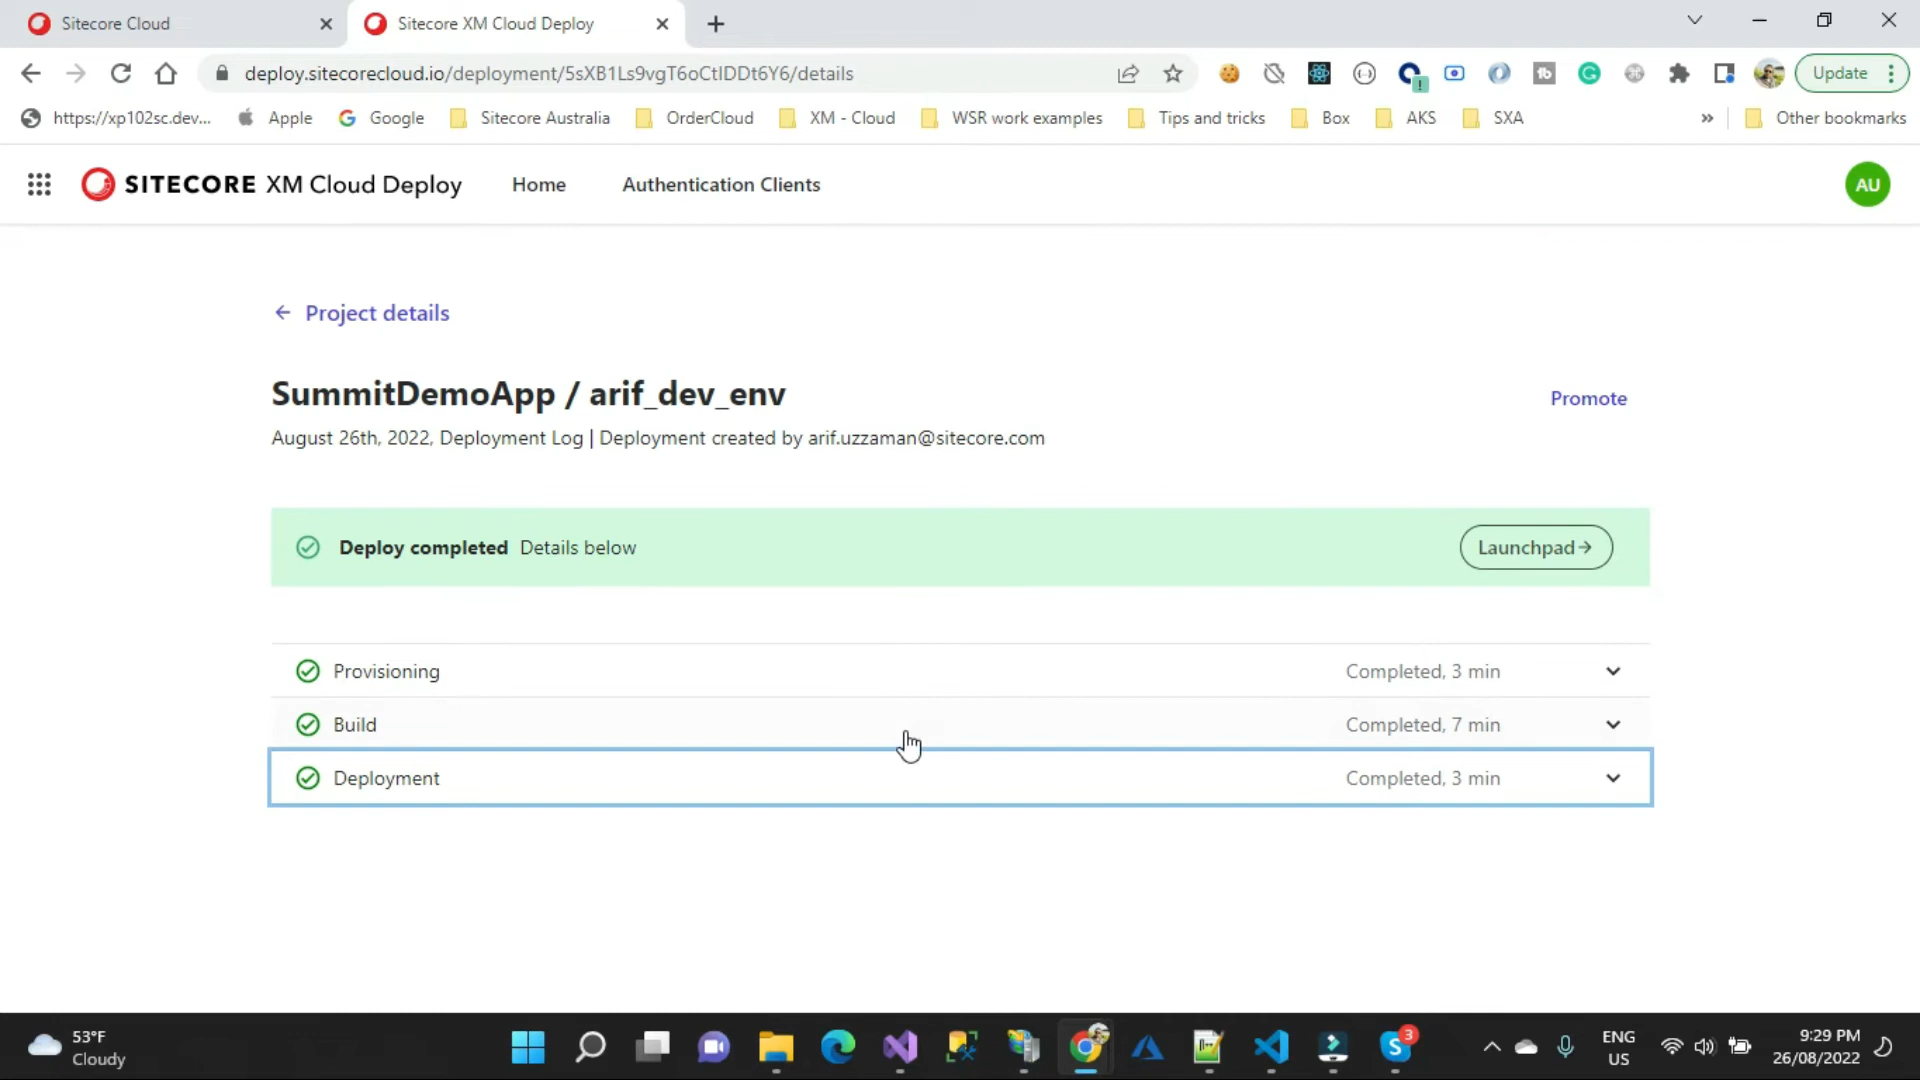 Sitecore Cloud
Sitecore XM Cloud Deploy
deploy.sitecorecloud.io/deployment/5sXB1Ls9vgT6oCtIDDt6Y6/details
Update
https://xp102sc.dev...
Apple
Google
Sitecore Australia
OrderCloud
XM - Cloud
WSR work examples
Tips and tricks
Box
AKS
SXA
»
Other bookmarks
SITECORE XM Cloud Deploy
Home
Authentication Clients
AU
← Project details
SummitDemoApp / arif_dev_env
Promote
August 26th, 2022, Deployment Log | Deployment created by arif.uzzaman@sitecore.com
Deploy completed Details below
Launchpad→
Provisioning
Completed, 3 min
Build
Completed, 7 min
Deployment
Completed, 3 min
53°F
Cloudy
3
ENG
US
9:29 PM
26/08/2022